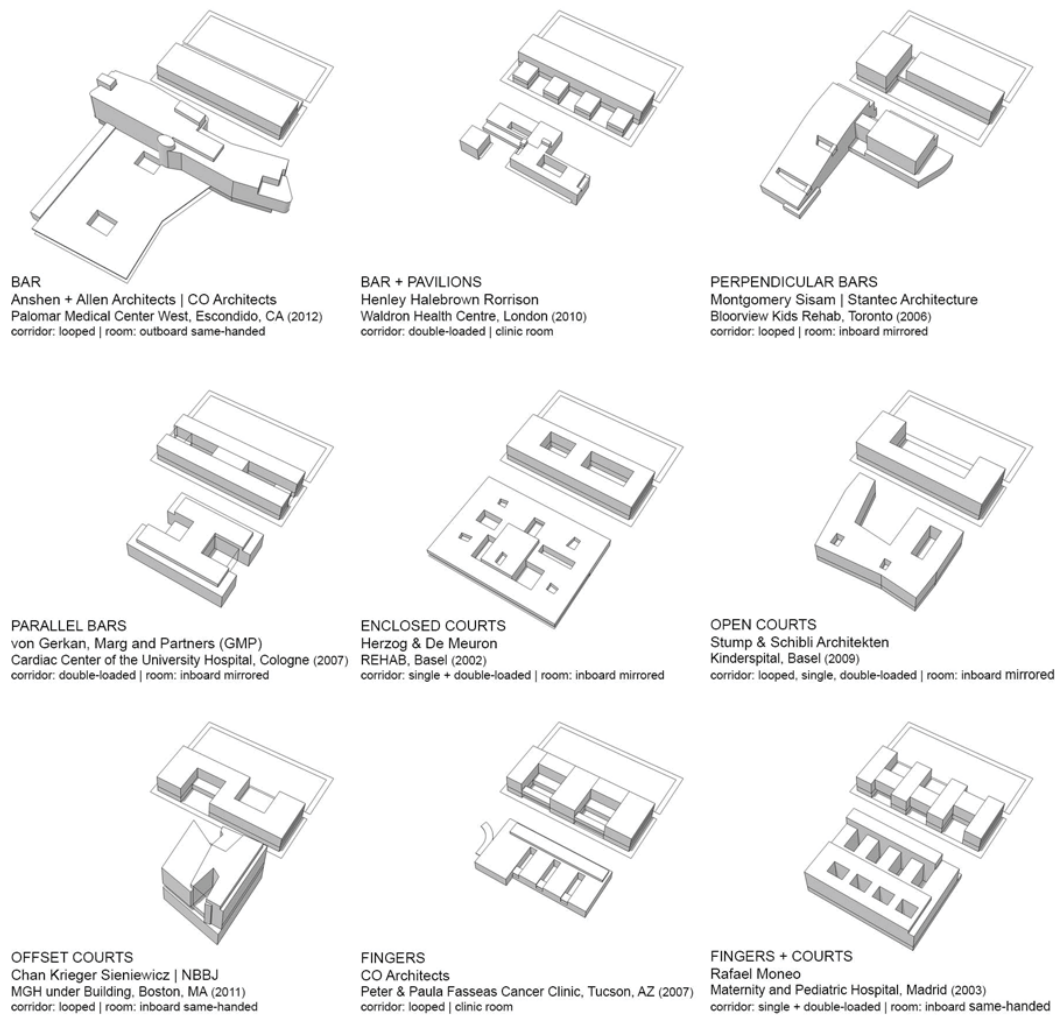 BAR
Anshen + Allen Architects | CO Architects
Palomar Medical Center West, Escondido, CA (2012)
corridor: looped | room: outboard same-handed
BAR + PAVILIONS
Henley Halebrown Rorrison
Waldron Health Centre, London (2010)
corridor: double-loaded | clinic room
PERPENDICULAR BARS
Montgomery Sisam | Stantec Architecture
Bloorview Kids Rehab, Toronto (2006)
corridor: looped | room: inboard mirrored
PARALLEL BARS
von Gerkan, Marg and Partners (GMP)
Cardiac Center of the University Hospital, Cologne (2007)
corridor: double-loaded | room: inboard mirrored
ENCLOSED COURTS
Herzog & De Meuron
REHAB, Basel (2002)
corridor: single + double-loaded | room: inboard mirrored
OPEN COURTS
Stump & Schibli Architekten
Kinderspital, Basel (2009)
corridor: looped, single, double-loaded | room: inboard mirrored
OFFSET COURTS
Chan Krieger Sieniewicz | NBBJ
MGH under Building, Boston, MA (2011)
corridor: looped | room: inboard same-handed
FINGERS
CO Architects
Peter & Paula Fasseas Cancer Clinic, Tucson, AZ (2007)
corridor: looped | clinic room
FINGERS + COURTS
Rafael Moneo
Maternity and Pediatric Hospital, Madrid (2003)
corridor: single + double-loaded | room: inboard same-handed